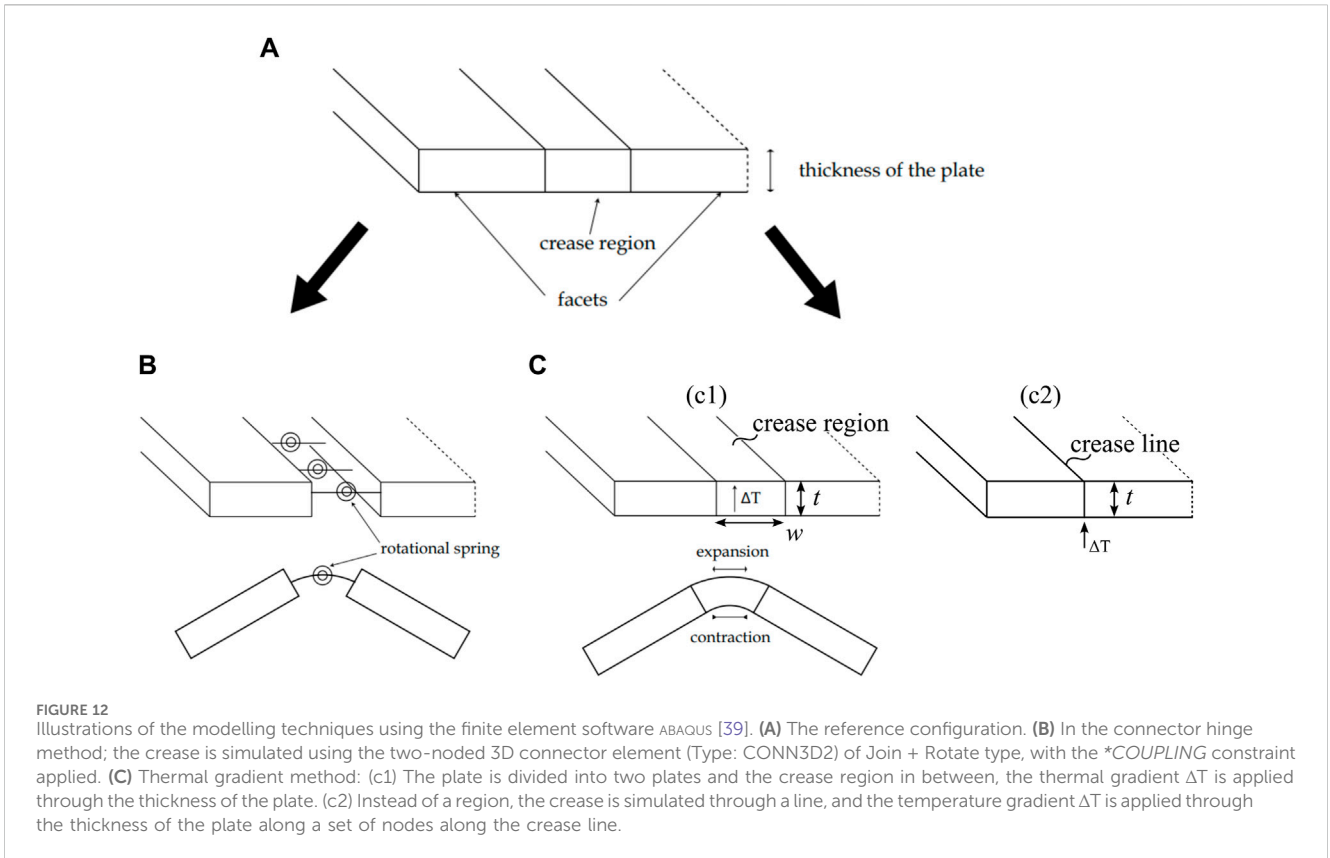 A
thickness of the plate
crease region
facets
B
rotational spring
C
(c1)
crease region
ΔT
t
w
expansion
contraction
(c2)
crease line
t
ΔT
FIGURE 12
Illustrations of the modelling techniques using the finite element software ABAQUS [39]. (A) The reference configuration. (B) In the connector hinge
method; the crease is simulated using the two-noded 3D connector element (Type: CONN3D2) of Join + Rotate type, with the *COUPLING constraint
applied. (C) Thermal gradient method: (c1) The plate is divided into two plates and the crease region in between, the thermal gradient ΔT is applied
through the thickness of the plate. (c2) Instead of a region, the crease is simulated through a line, and the temperature gradient ΔT is applied through
the thickness of the plate along a set of nodes along the crease line.